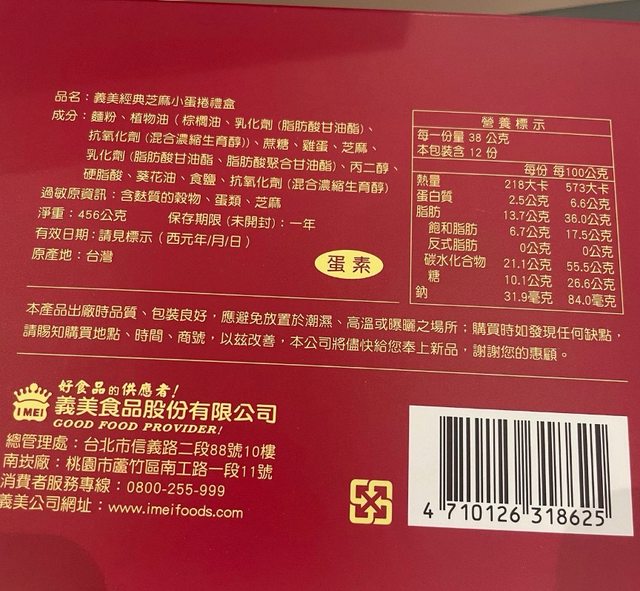 品名：義美經典芝麻小蛋捲禮盒
成分：麵粉、植物油（棕櫚油、乳化劑（脂肪酸甘油酯）、
抗氧化劑（混合濃縮生育醇））、蔗糖、雞蛋、芝麻、
乳化劑（脂肪酸甘油酯、脂肪酸聚合甘油酯）、丙二醇、
硬脂酸、葵花油、食鹽、抗氧化劑（混合濃縮生育醇）
過敏原資訊：含麩質的穀物、蛋類、芝麻
淨重：456公克 保存期限（未開封）：一年
有效日期：請見標示（西元年/月/日）
原產地：台灣
蛋素
營養標示
每一份量 38 公克
本包裝含 12 份
每份 每100公克
熱量 218大卡 573大卡
蛋白質 2.5公克 6.6公克
脂肪 13.7公克 36.0公克
飽和脂肪 6.7公克 17.5公克
反式脂肪 0公克 0公克
碳水化合物 21.1公克 55.5公克
糖 10.1公克 26.6公克
鈉 31.9毫克 84.0毫克
本產品出廠時品質、包裝良好，應避免放置於潮濕、高溫或曝曬之場所；購買時如發現任何缺點，
請賜知購買地點、時間、商號，以茲改善，本公司將儘快給您奉上新品，謝謝您的惠顧。
好食品的供應者！
I MEI
義美食品股份有限公司
GOOD FOOD PROVIDER!
總管理處：台北市信義路二段88號10樓
南崁廠：桃園市蘆竹區南工路一段11號
消費者服務專線：0800-255-999
義美公司網址：www.imeifoods.com
4 710126 318625